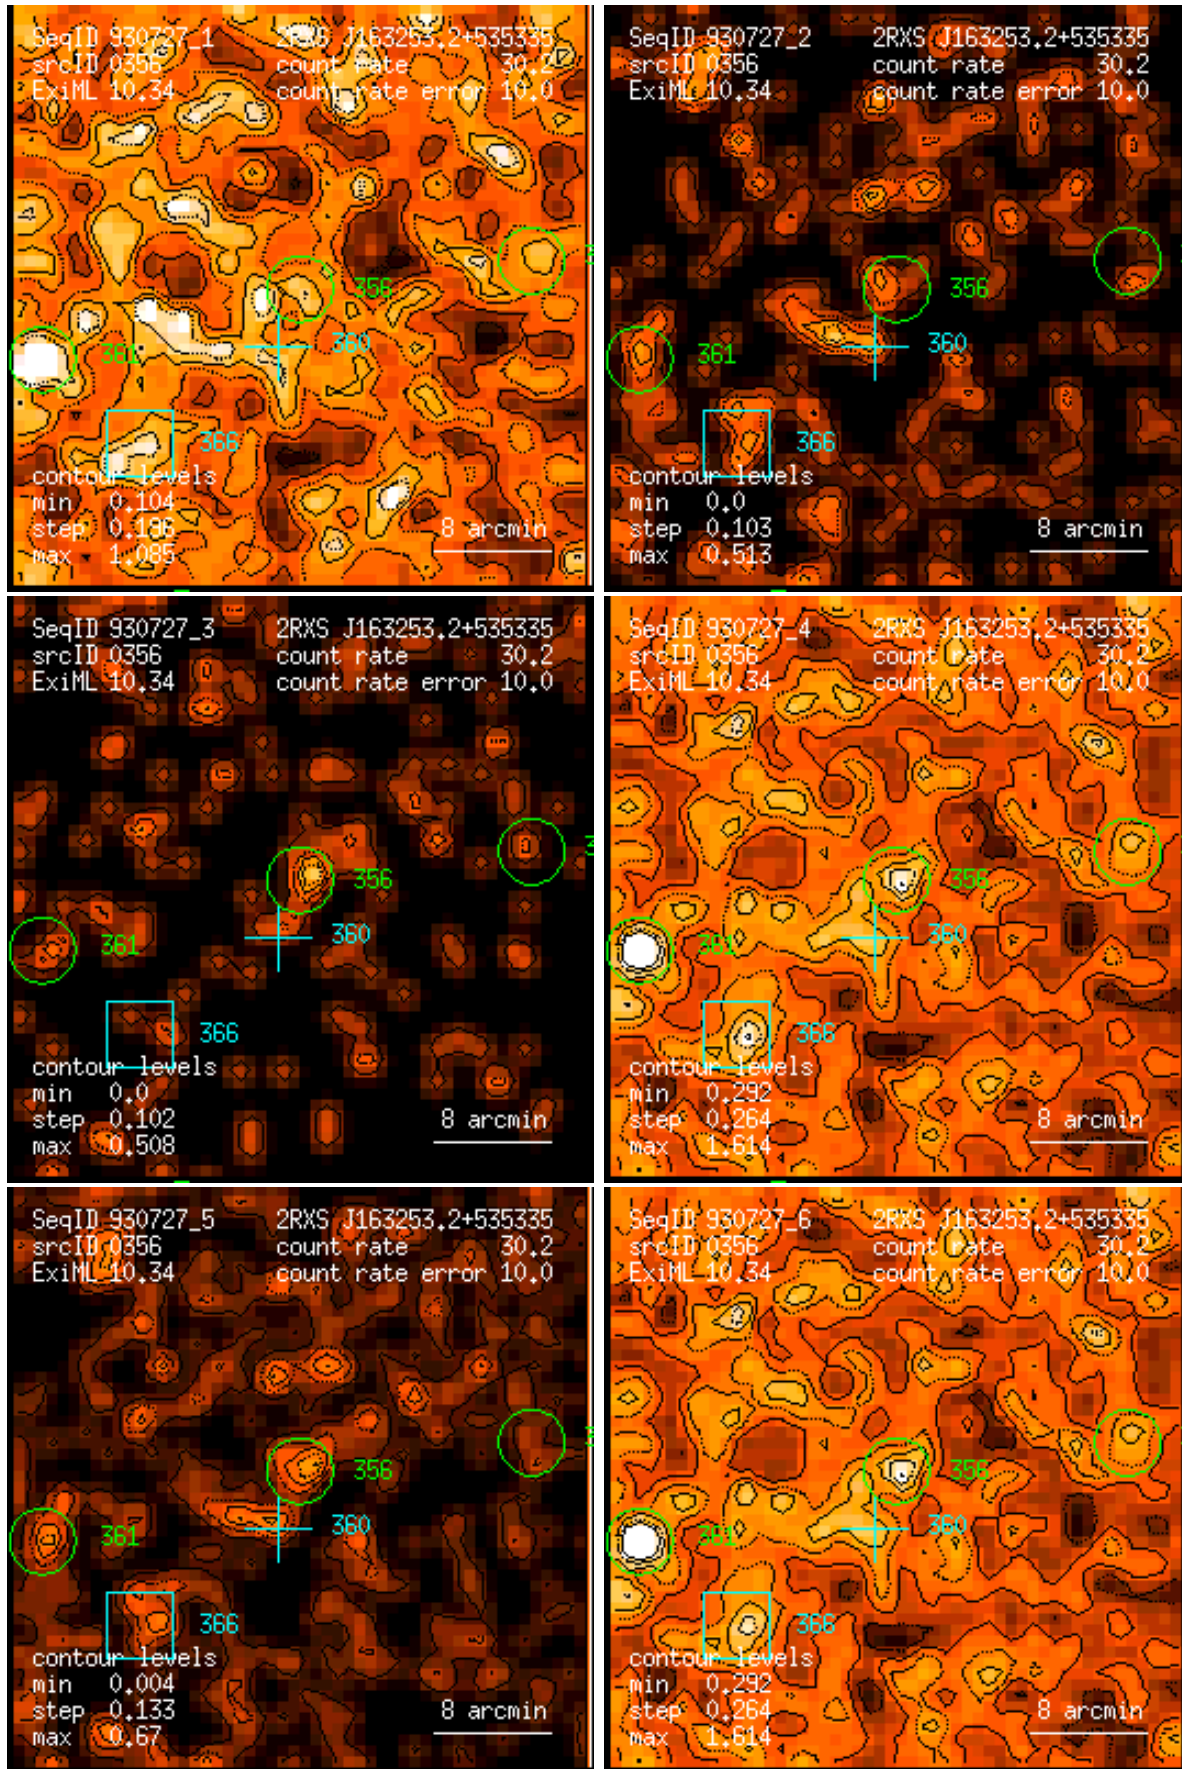 SeqID 930727_1 2RXS J163253.2+535335
srcID 0356 count rate 30.2
ExiML 10.34 count rate error 10.0
356
361
360
366
contour levels
min 0.104
step 0.196
max 1.085
8 arcmin
SeqID 930727_2 2RXS J163253.2+535335
srcID 0356 count rate 30.2
ExiML 10.34 count rate error 10.0
356
361
360
366
contour levels
min 0.0
step 0.103
max 0.513
8 arcmin
SeqID 930727_3 2RXS J163253.2+535335
srcID 0356 count rate 30.2
ExiML 10.34 count rate error 10.0
356
361
360
366
contour levels
min 0.0
step 0.102
max 0.508
8 arcmin
SeqID 930727_4 2RXS J163253.2+535335
srcID 0356 count rate 30.2
ExiML 10.34 count rate error 10.0
356
361
360
366
contour levels
min 0.292
step 0.264
max 1.614
8 arcmin
SeqID 930727_5 2RXS J163253.2+535335
srcID 0356 count rate 30.2
ExiML 10.34 count rate error 10.0
356
361
360
366
contour levels
min 0.004
step 0.133
max 0.67
8 arcmin
SeqID 930727_6 2RXS J163253.2+535335
srcID 0356 count rate 30.2
ExiML 10.34 count rate error 10.0
356
361
360
366
contour levels
min 0.292
step 0.264
max 1.614
8 arcmin